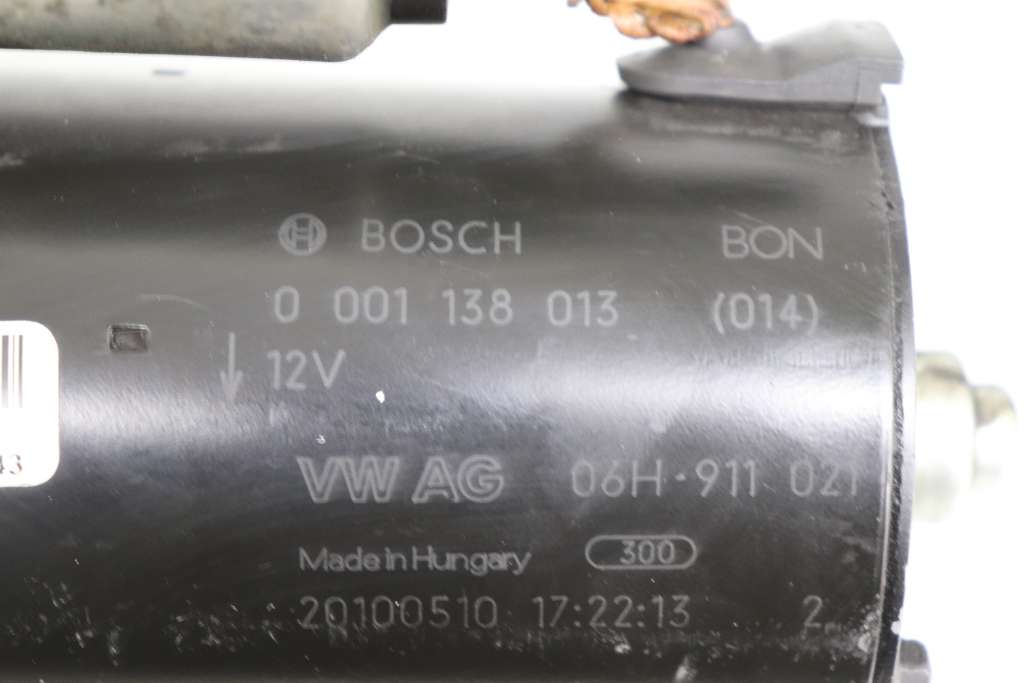 BOSCH BON
0 001 138 013 (014)
12V
43
VW AG 06H·911 021
Made in Hungary 300
20100510 17:22:13 2